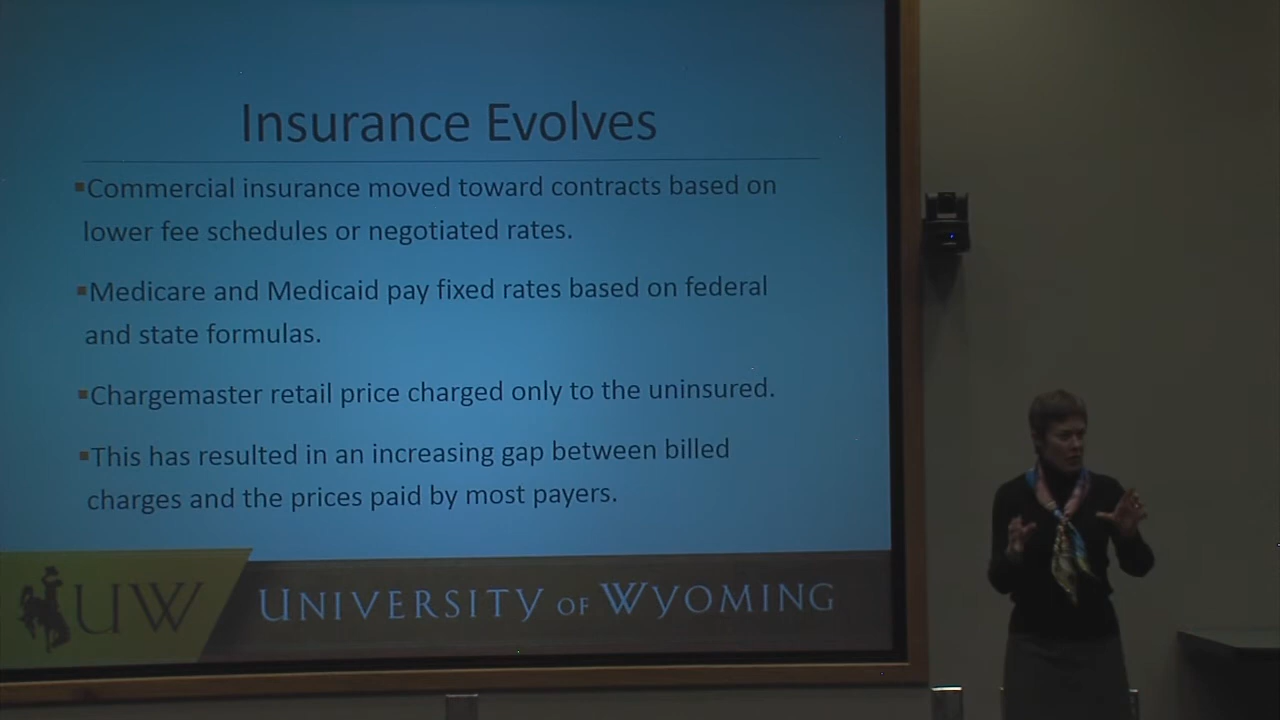 Insurance Evolves
▪Commercial insurance moved toward contracts based on
lower fee schedules or negotiated rates.
▪Medicare and Medicaid pay fixed rates based on federal
and state formulas.
▪Chargemaster retail price charged only to the uninsured.
▪This has resulted in an increasing gap between billed
charges and the prices paid by most payers.
UW UNIVERSITY OF WYOMING